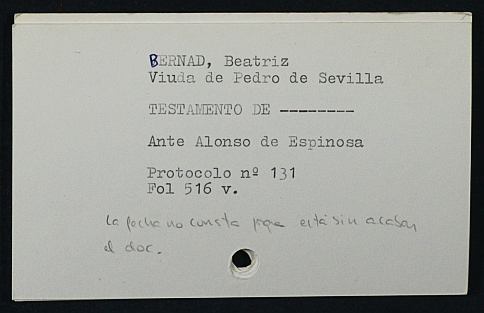 BERNAD, Beatriz
Viuda de Pedro de Sevilla
TESTAMENTO DE --------
Ante Alonso de Espinosa
Protocolo nº 131
Fol 516 v.
la fecha no consta pqe está sin acabar
el doc.